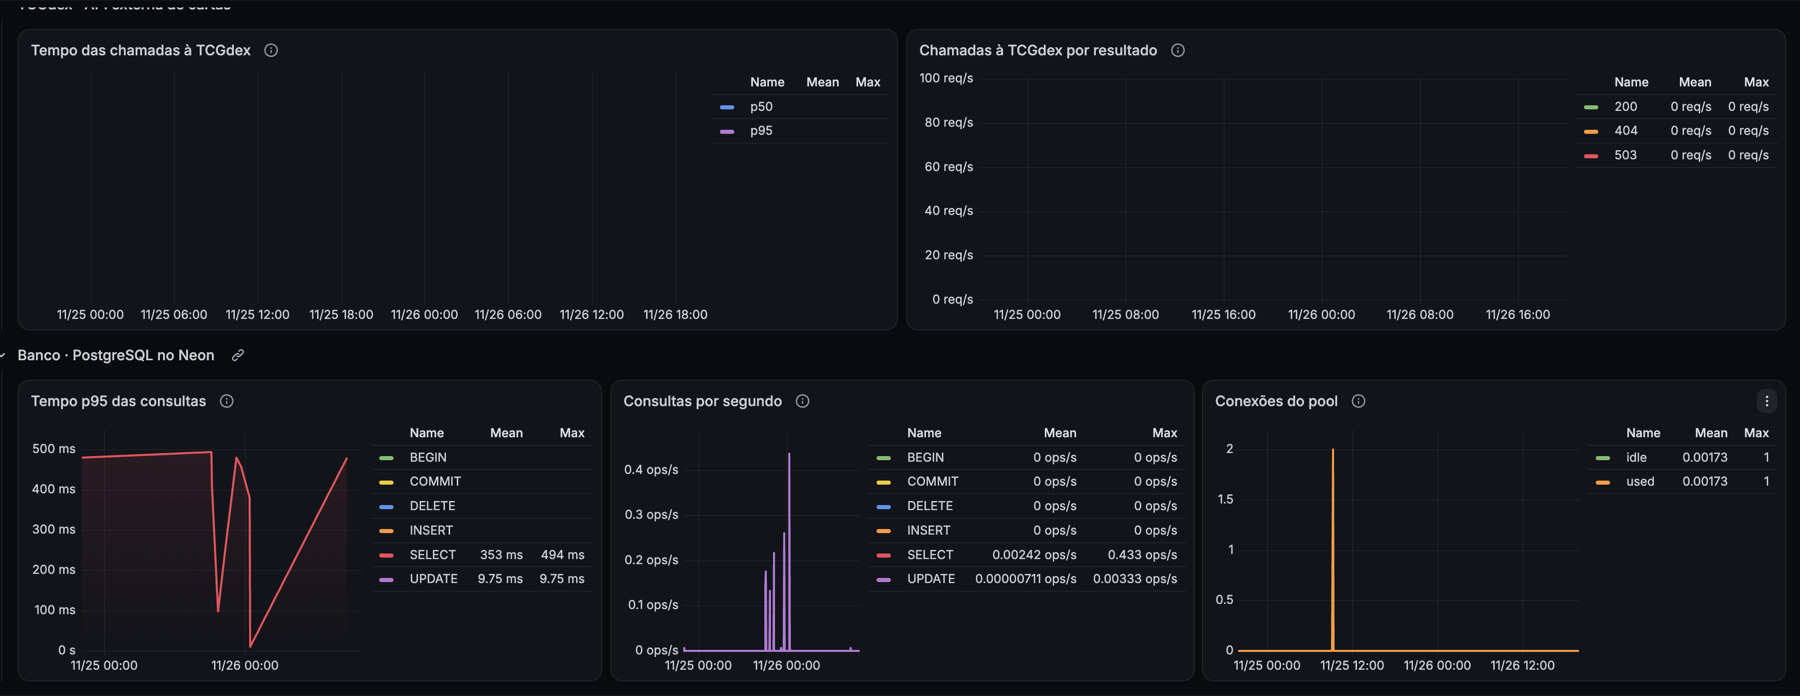 Tempo das chamadas à TCGdex
Name Mean Max
p50
p95
11/25 00:00 11/25 06:00 11/25 12:00 11/25 18:00 11/26 00:00 11/26 06:00 11/26 12:00 11/26 18:00
Chamadas à TCGdex por resultado
100 req/s
80 req/s
60 req/s
40 req/s
20 req/s
0 req/s
11/25 00:00 11/25 08:00 11/25 16:00 11/26 00:00 11/26 08:00 11/26 16:00
Name Mean Max
200 0 req/s 0 req/s
404 0 req/s 0 req/s
503 0 req/s 0 req/s
Banco · PostgreSQL no Neon
Tempo p95 das consultas
500 ms
400 ms
300 ms
200 ms
100 ms
0 s
11/25 00:00 11/26 00:00
Name Mean Max
BEGIN
COMMIT
DELETE
INSERT
SELECT 353 ms 494 ms
UPDATE 9.75 ms 9.75 ms
Consultas por segundo
0.4 ops/s
0.3 ops/s
0.2 ops/s
0.1 ops/s
0 ops/s
11/25 00:00 11/26 00:00
Name Mean Max
BEGIN 0 ops/s 0 ops/s
COMMIT 0 ops/s 0 ops/s
DELETE 0 ops/s 0 ops/s
INSERT 0 ops/s 0 ops/s
SELECT 0.00242 ops/s 0.433 ops/s
UPDATE 0.00000711 ops/s 0.00333 ops/s
Conexões do pool
2
1.5
1
0.5
0
11/25 00:00 11/25 12:00 11/26 00:00 11/26 12:00
Name Mean Max
idle 0.00173 1
used 0.00173 1